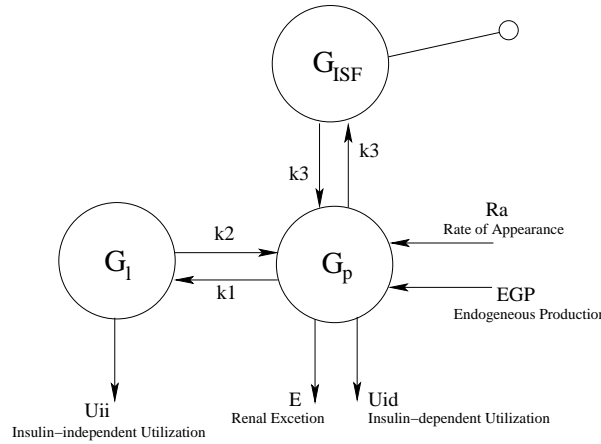 G_ISF
k3
k3
Ra
Rate of Appearance
k2
G_l
G_p
k1
EGP
Endogeneous Production
Uii
Insulin−independent Utilization
E
Renal Excetion
Uid
Insulin−dependent Utilization